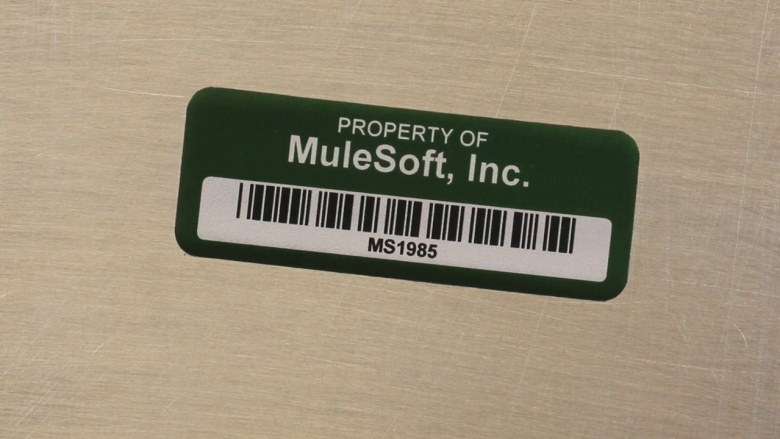 PROPERTY OF
MuleSoft, Inc.
MS1985